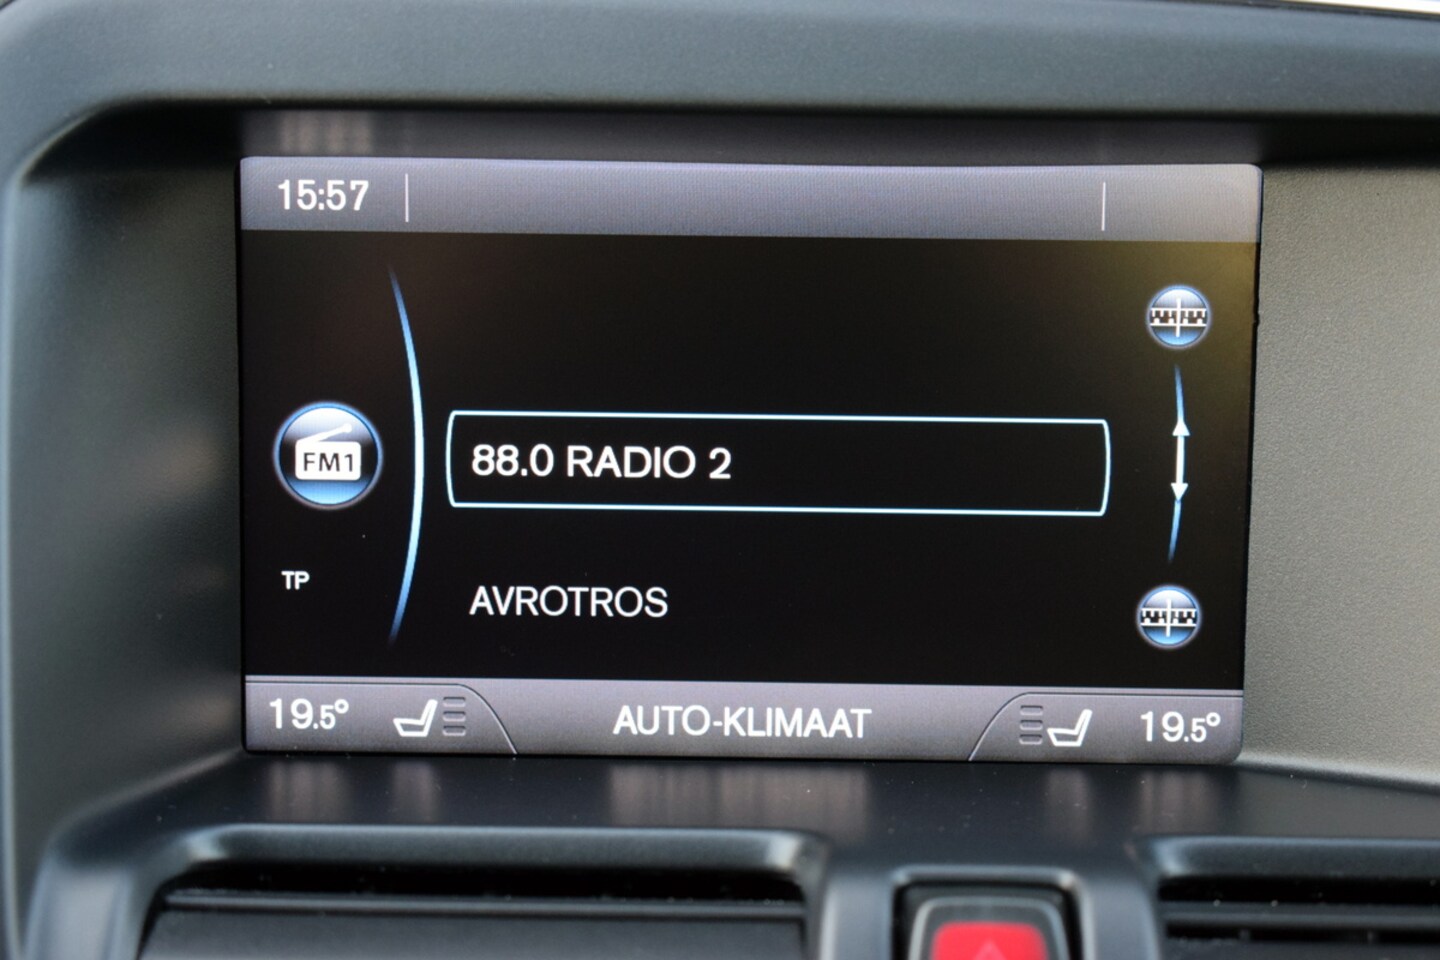 15:57
FM1
88.0 RADIO 2
TP
AVROTROS
19.5° AUTO-KLIMAAT 19.5°